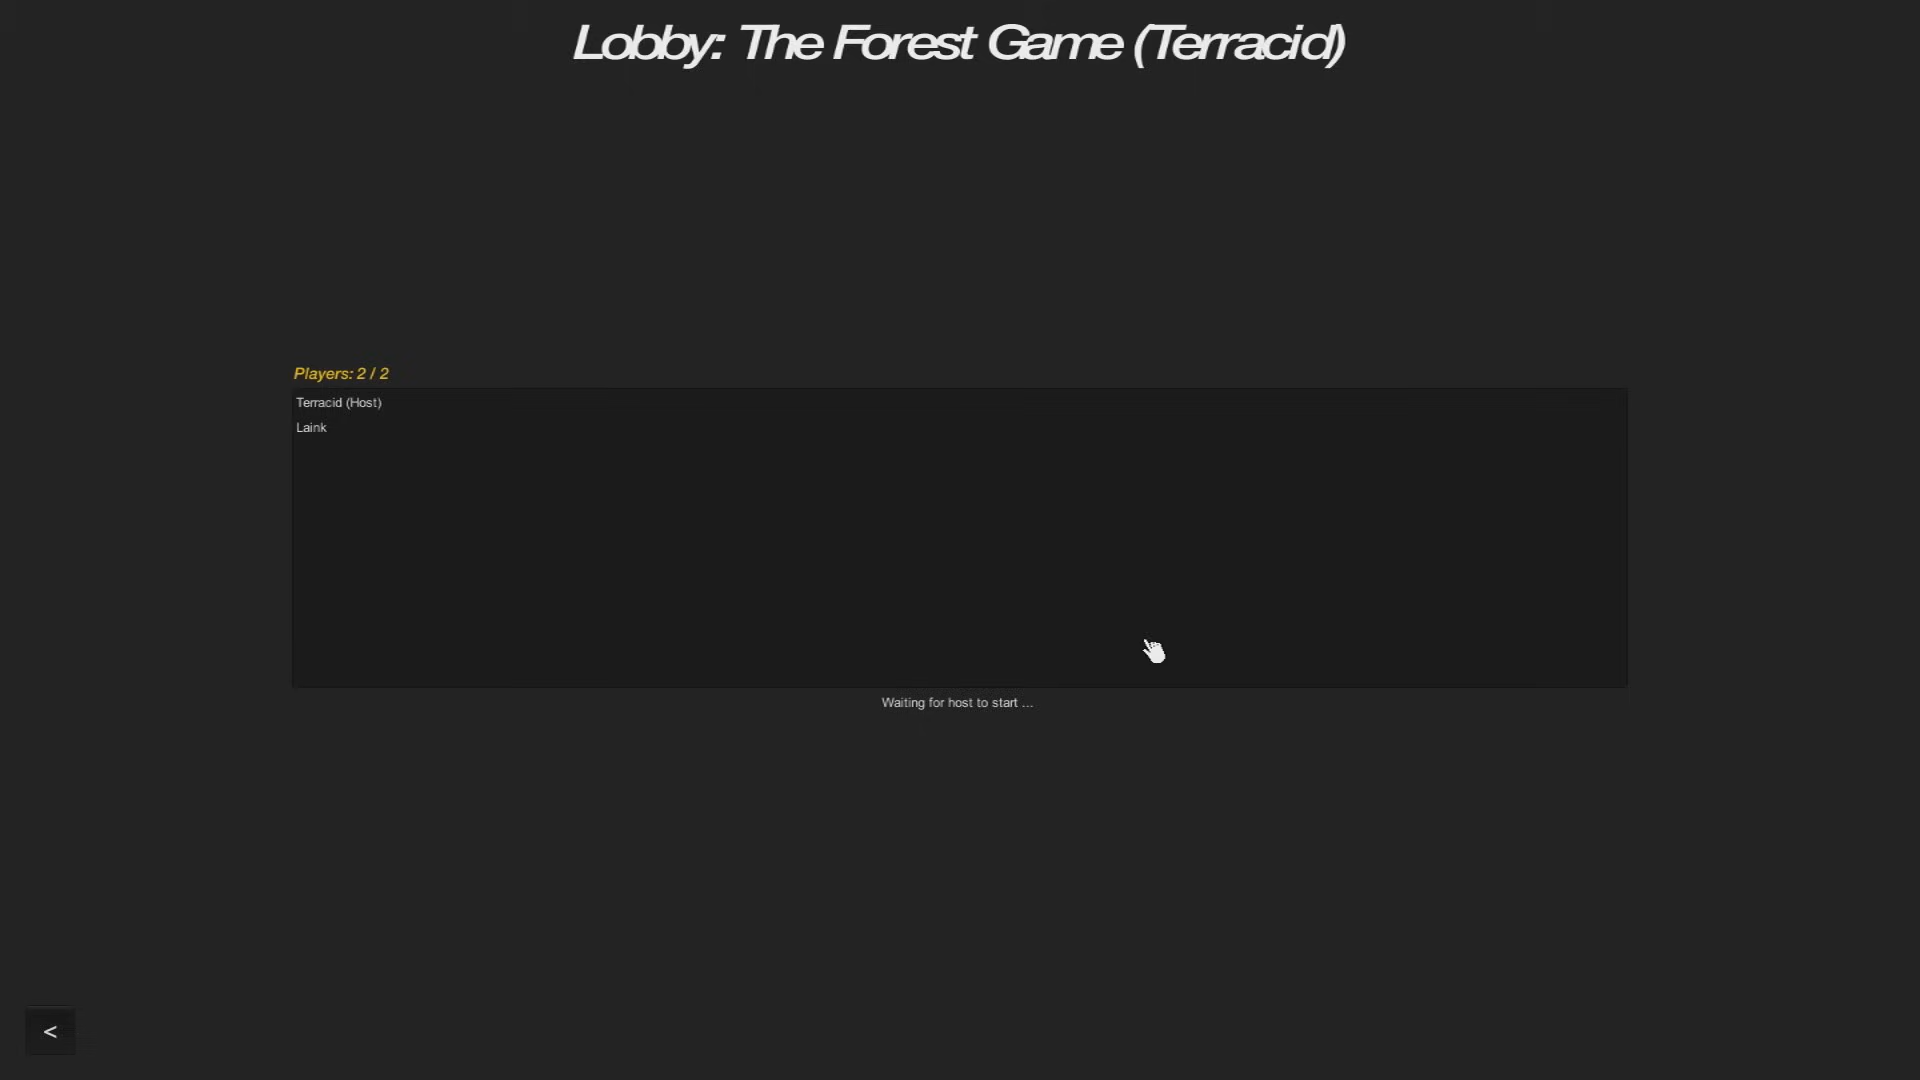 Lobby: The Forest Game (Terracid)
Players: 2 / 2
Terracid (Host)
Laink
Waiting for host to start ...
<